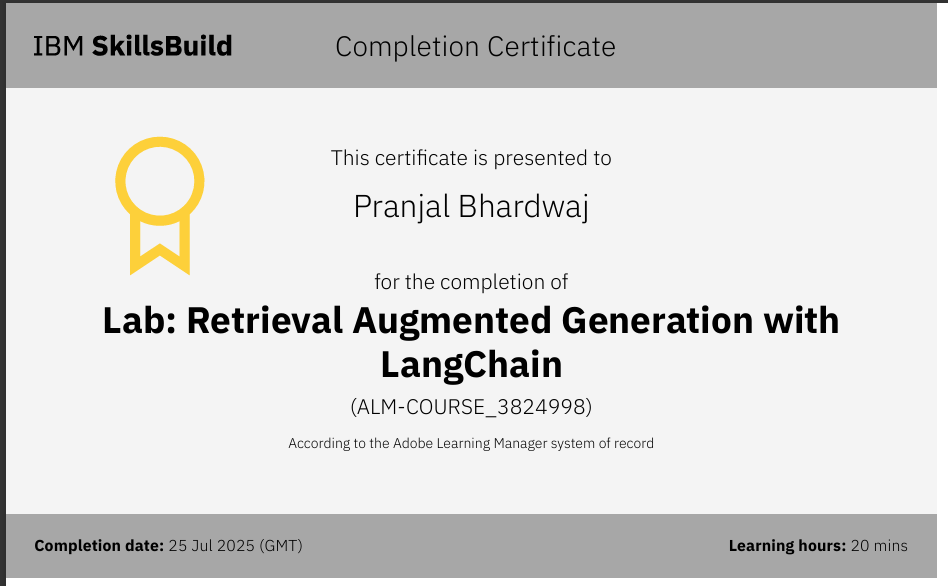 IBM SkillsBuild
Completion Certificate
This certificate is presented to
Pranjal Bhardwaj
for the completion of
Lab: Retrieval Augmented Generation with
LangChain
(ALM-COURSE_3824998)
According to the Adobe Learning Manager system of record
Completion date: 25 Jul 2025 (GMT)
Learning hours: 20 mins